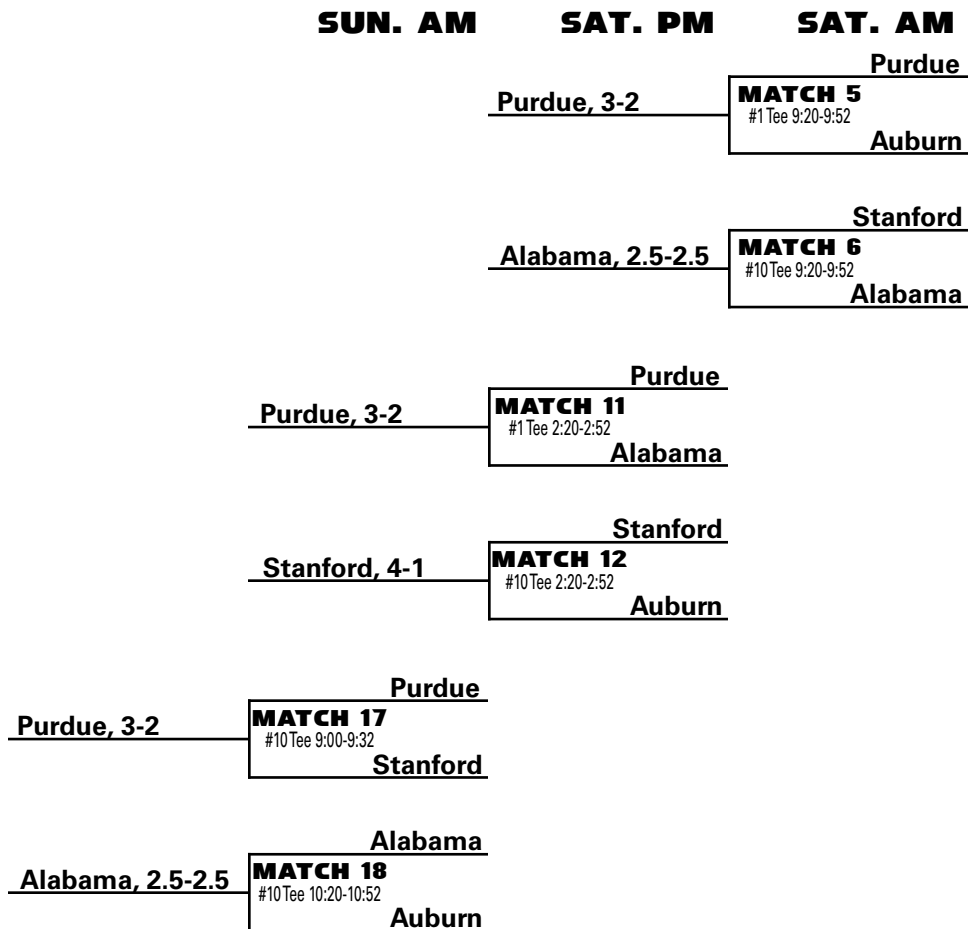 SUN. AM SAT. PM SAT. AM
Purdue
Purdue, 3-2
MATCH 5
#1 Tee 9:20-9:52
Auburn
Stanford
Alabama, 2.5-2.5
MATCH 6
#10 Tee 9:20-9:52
Alabama
Purdue
Purdue, 3-2
MATCH 11
#1 Tee 2:20-2:52
Alabama
Stanford
Stanford, 4-1
MATCH 12
#10 Tee 2:20-2:52
Auburn
Purdue
Purdue, 3-2
MATCH 17
#10 Tee 9:00-9:32
Stanford
Alabama
Alabama, 2.5-2.5
MATCH 18
#10 Tee 10:20-10:52
Auburn